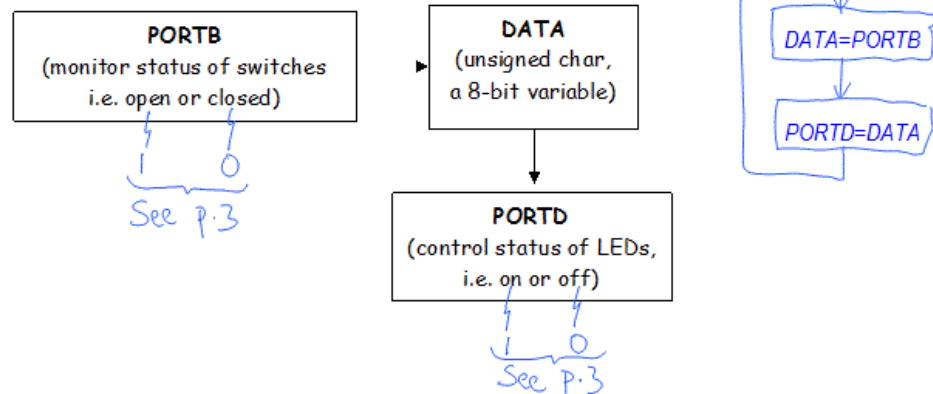 PORTB
(monitor status of switches
i.e. open or closed)
1 0
See p.3
DATA
(unsigned char,
a 8-bit variable)
PORTD
(control status of LEDs,
i.e. on or off)
1 0
See p.3
DATA=PORTB
PORTD=DATA